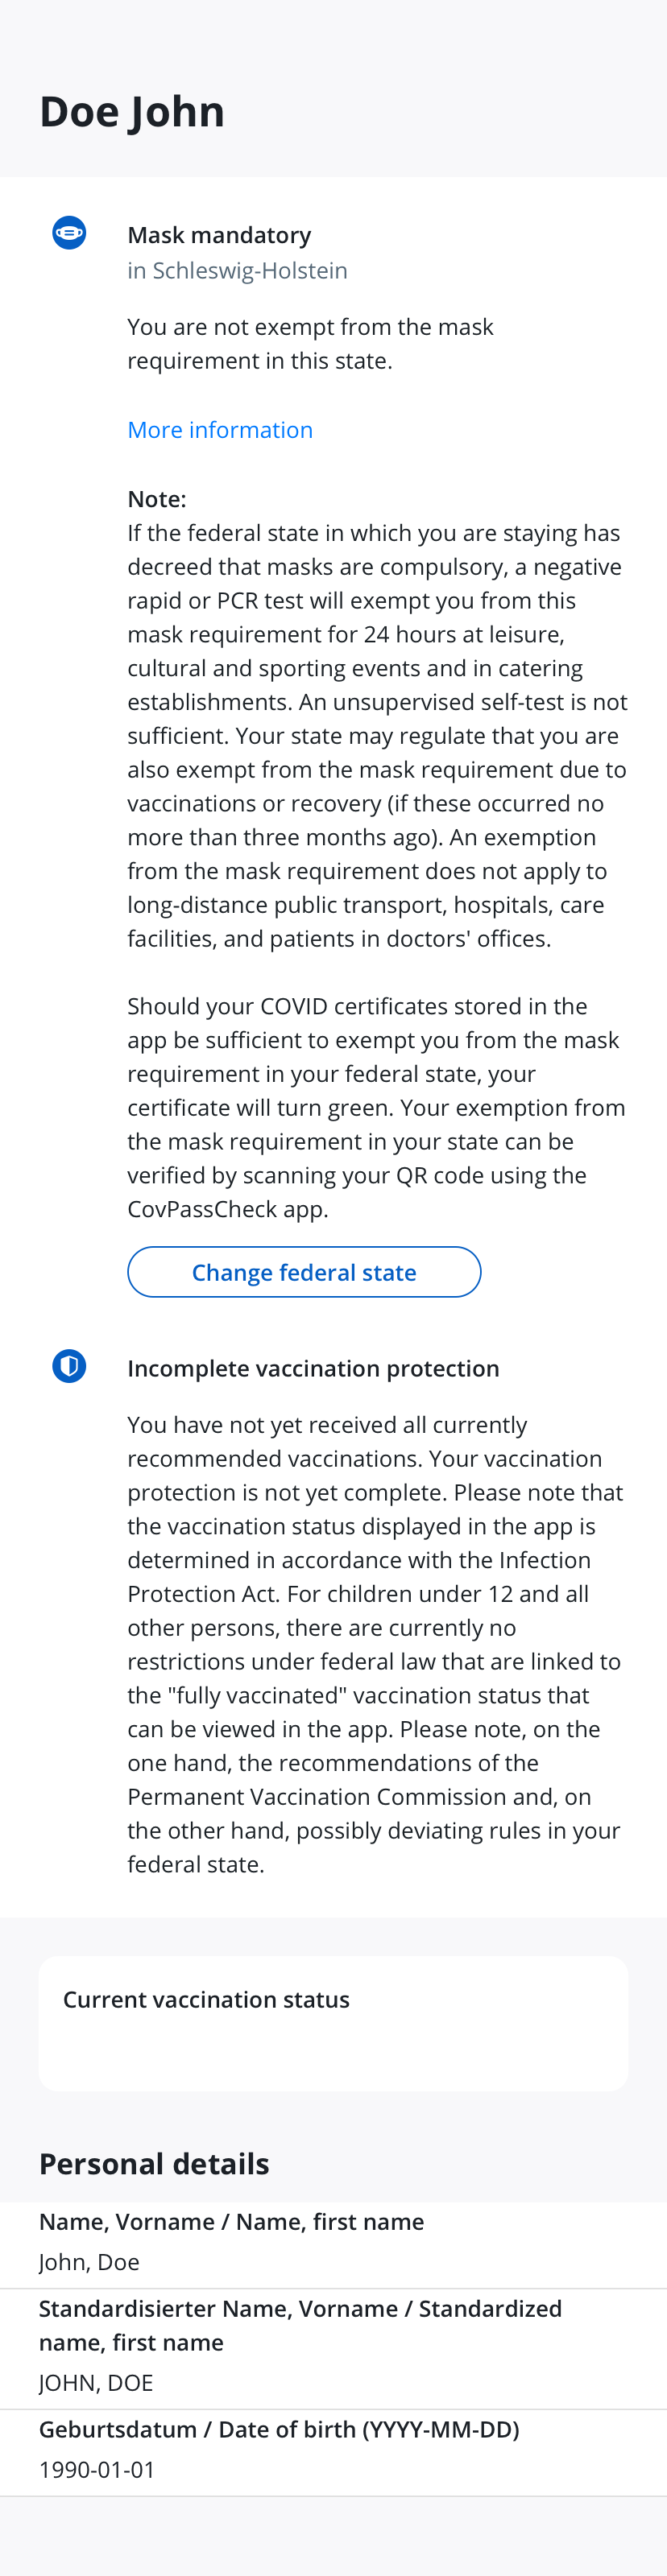 Doe John
Mask mandatory
in Schleswig-Holstein
You are not exempt from the mask
requirement in this state.
More information
Note:
If the federal state in which you are staying has
decreed that masks are compulsory, a negative
rapid or PCR test will exempt you from this
mask requirement for 24 hours at leisure,
cultural and sporting events and in catering
establishments. An unsupervised self-test is not
sufficient. Your state may regulate that you are
also exempt from the mask requirement due to
vaccinations or recovery (if these occurred no
more than three months ago). An exemption
from the mask requirement does not apply to
long-distance public transport, hospitals, care
facilities, and patients in doctors' offices.
Should your COVID certificates stored in the
app be sufficient to exempt you from the mask
requirement in your federal state, your
certificate will turn green. Your exemption from
the mask requirement in your state can be
verified by scanning your QR code using the
CovPassCheck app.
Change federal state
Incomplete vaccination protection
You have not yet received all currently
recommended vaccinations. Your vaccination
protection is not yet complete. Please note that
the vaccination status displayed in the app is
determined in accordance with the Infection
Protection Act. For children under 12 and all
other persons, there are currently no
restrictions under federal law that are linked to
the "fully vaccinated" vaccination status that
can be viewed in the app. Please note, on the
one hand, the recommendations of the
Permanent Vaccination Commission and, on
the other hand, possibly deviating rules in your
federal state.
Current vaccination status
Personal details
Name, Vorname / Name, first name
John, Doe
Standardisierter Name, Vorname / Standardized
name, first name
JOHN, DOE
Geburtsdatum / Date of birth (YYYY-MM-DD)
1990-01-01